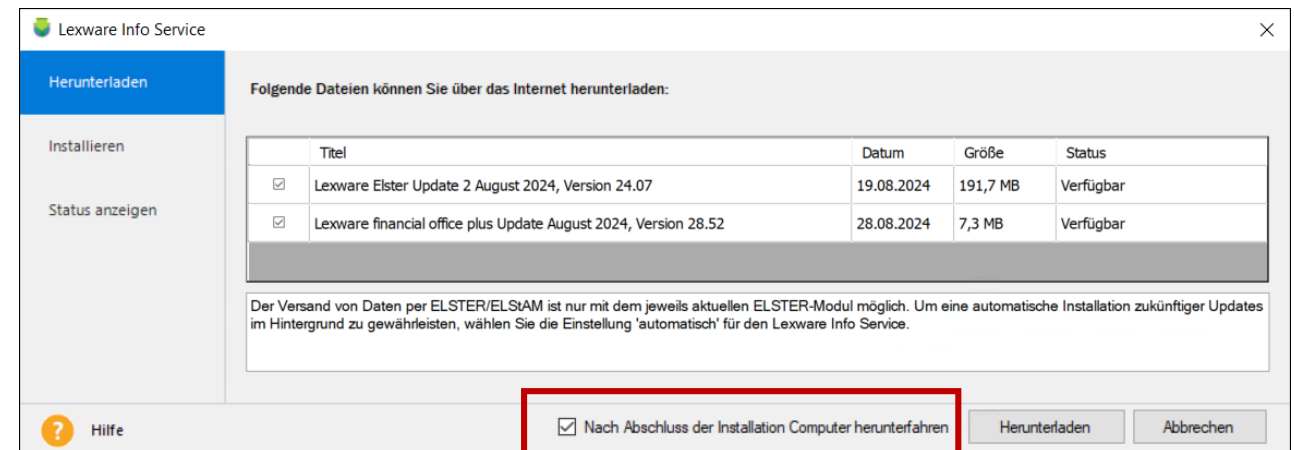 Lexware Info Service
Herunterladen
Folgende Dateien können Sie über das Internet herunterladen:
Installieren
Titel Datum Größe Status
Lexware Elster Update 2 August 2024, Version 24.07 19.08.2024 191,7 MB Verfügbar
Status anzeigen
Lexware financial office plus Update August 2024, Version 28.52 28.08.2024 7,3 MB Verfügbar
Der Versand von Daten per ELSTER/ELStAM ist nur mit dem jeweils aktuellen ELSTER-Modul möglich. Um eine automatische Installation zukünftiger Updates
im Hintergrund zu gewährleisten, wählen Sie die Einstellung 'automatisch' für den Lexware Info Service.
? Hilfe Nach Abschluss der Installation Computer herunterfahren Herunterladen Abbrechen